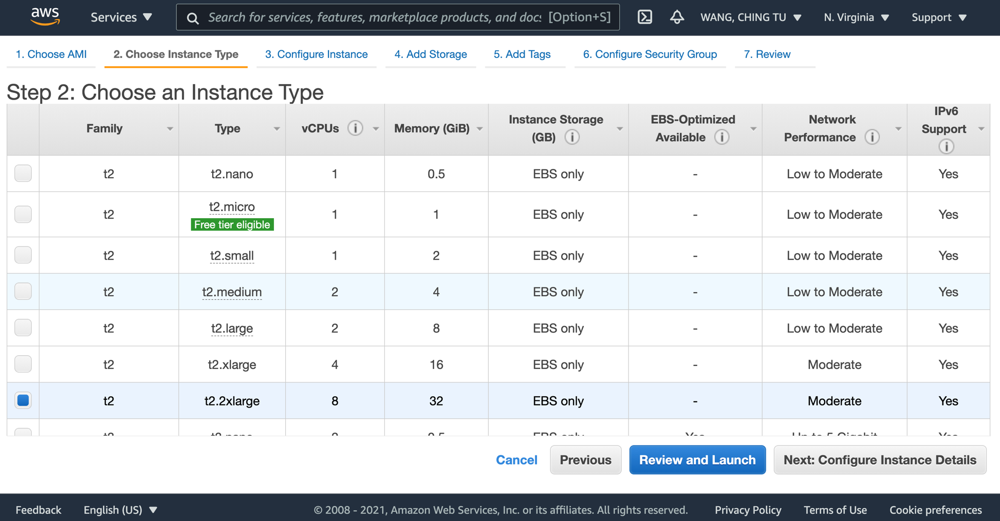 aws Services Search for services, features, marketplace products, and docs [Option+S] WANG, CHING TU N. Virginia Support
1. Choose AMI 2. Choose Instance Type 3. Configure Instance 4. Add Storage 5. Add Tags 6. Configure Security Group 7. Review
Step 2: Choose an Instance Type
Family Type vCPUs i Memory (GiB) Instance Storage (GB) i EBS-Optimized Available i Network Performance i IPv6 Support i
t2 t2.nano 1 0.5 EBS only - Low to Moderate Yes
t2 t2.micro Free tier eligible 1 1 EBS only - Low to Moderate Yes
t2 t2.small 1 2 EBS only - Low to Moderate Yes
t2 t2.medium 2 4 EBS only - Low to Moderate Yes
t2 t2.large 2 8 EBS only - Low to Moderate Yes
t2 t2.xlarge 4 16 EBS only - Moderate Yes
t2 t2.2xlarge 8 32 EBS only - Moderate Yes
Cancel Previous Review and Launch Next: Configure Instance Details
Feedback English (US) © 2008 - 2021, Amazon Web Services, Inc. or its affiliates. All rights reserved. Privacy Policy Terms of Use Cookie preferences